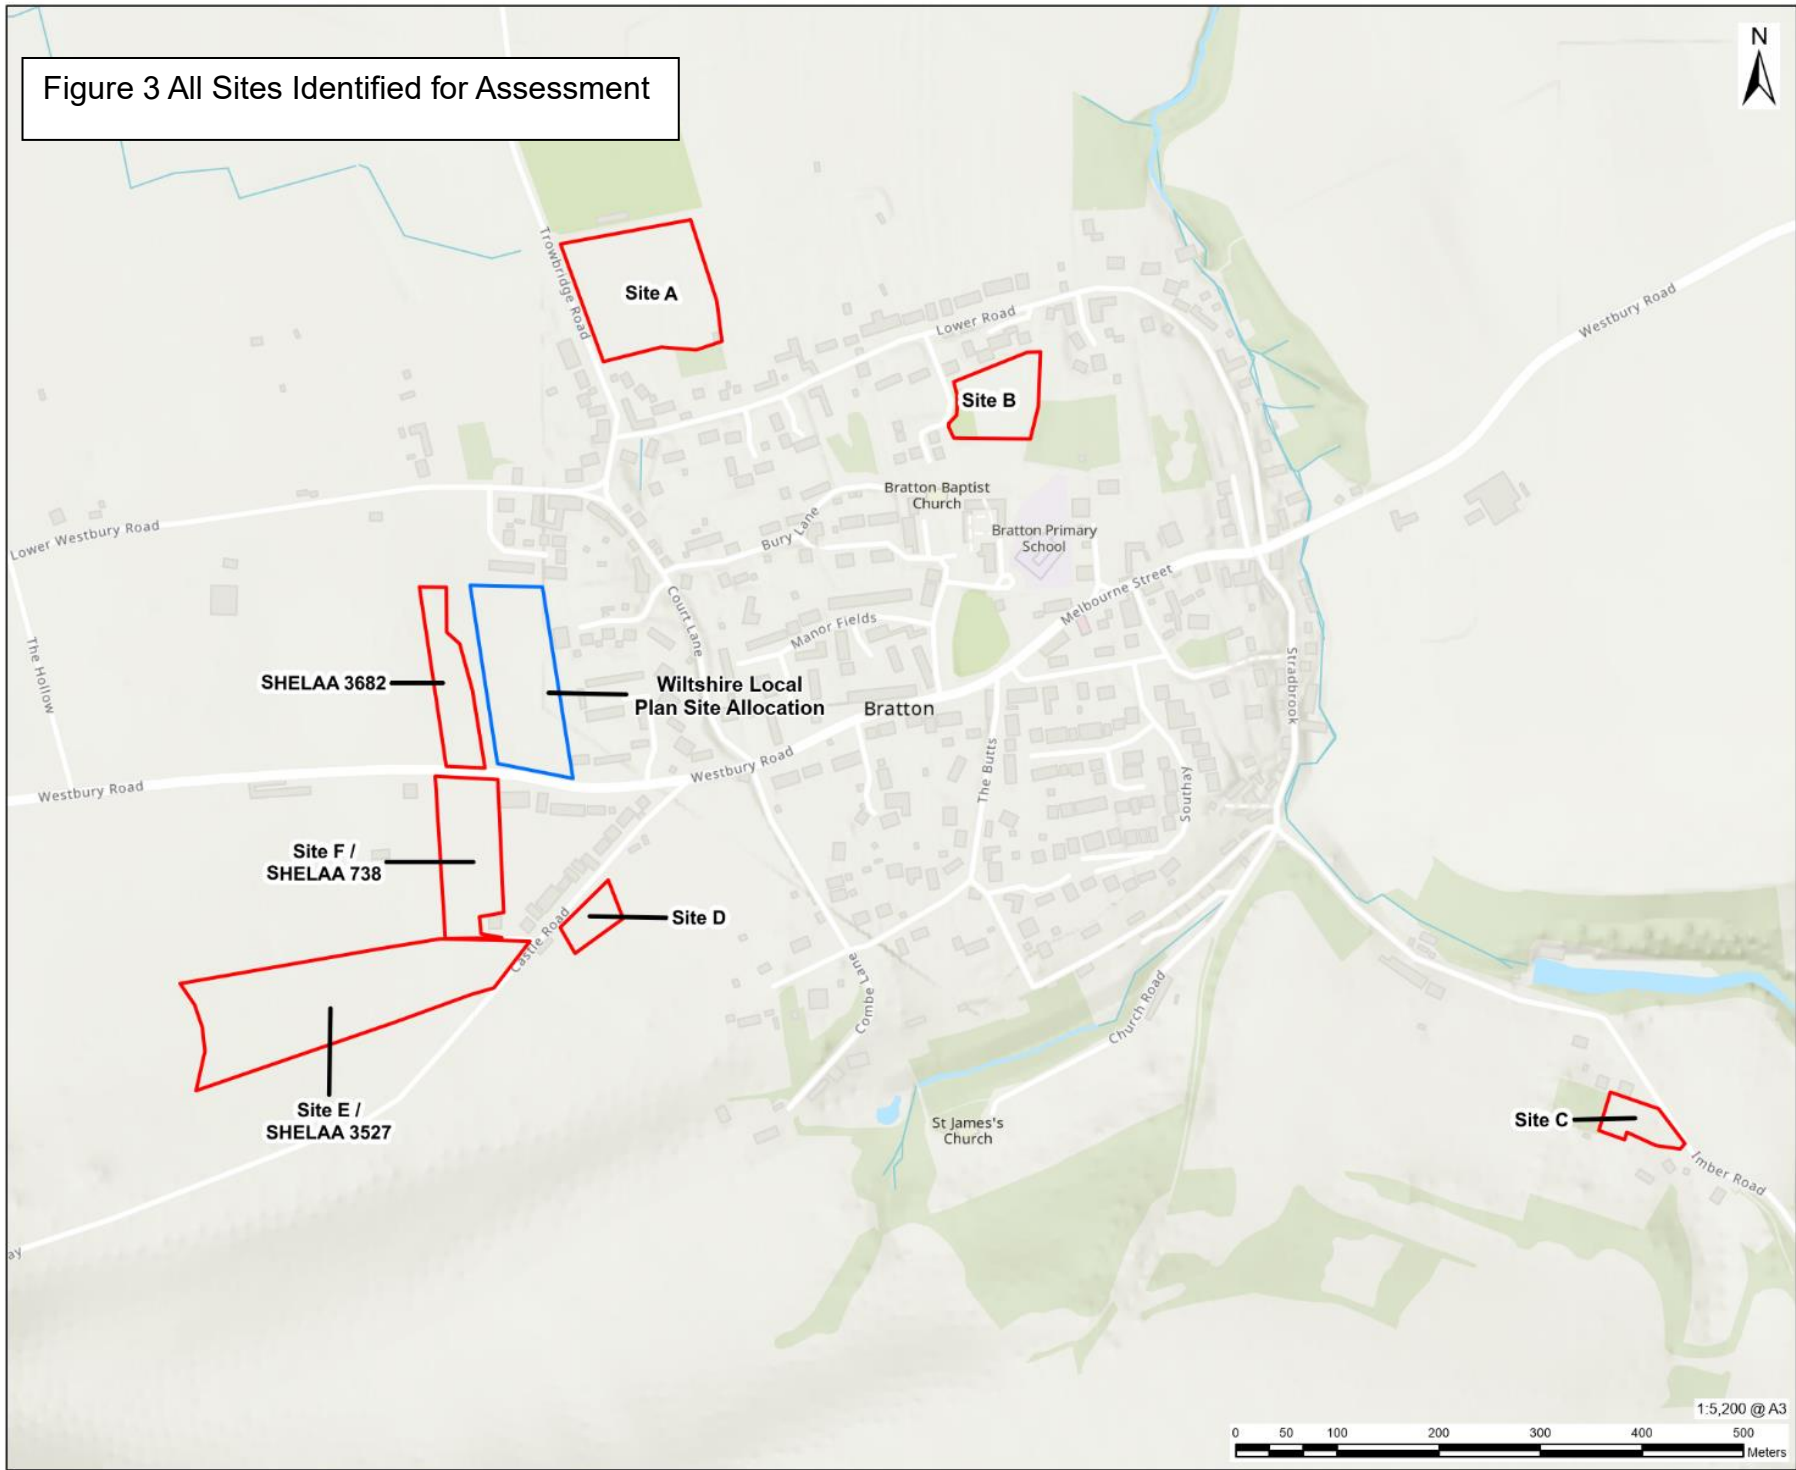 Figure 3 All Sites Identified for Assessment
N
Trowbridge Road
Site A
Lower Road
Westbury Road
Site B
Bratton Baptist
Church
Bratton Primary
School
Bury Lane
Lower Westbury Road
Melbourne Street
Court Lane
Manor Fields
The Hollow
SHELAA 3682
Wiltshire Local
Plan Site Allocation
Bratton
Stradbrook
Westbury Road
Westbury Road
The Butts
Southay
Site F /
SHELAA 738
Site D
Castle Road
Combe Lane
Church Road
Site E /
SHELAA 3527
St James's
Church
Site C
Imber Road
ay
1:5,200 @ A3
0 50 100 200 300 400 500
Meters